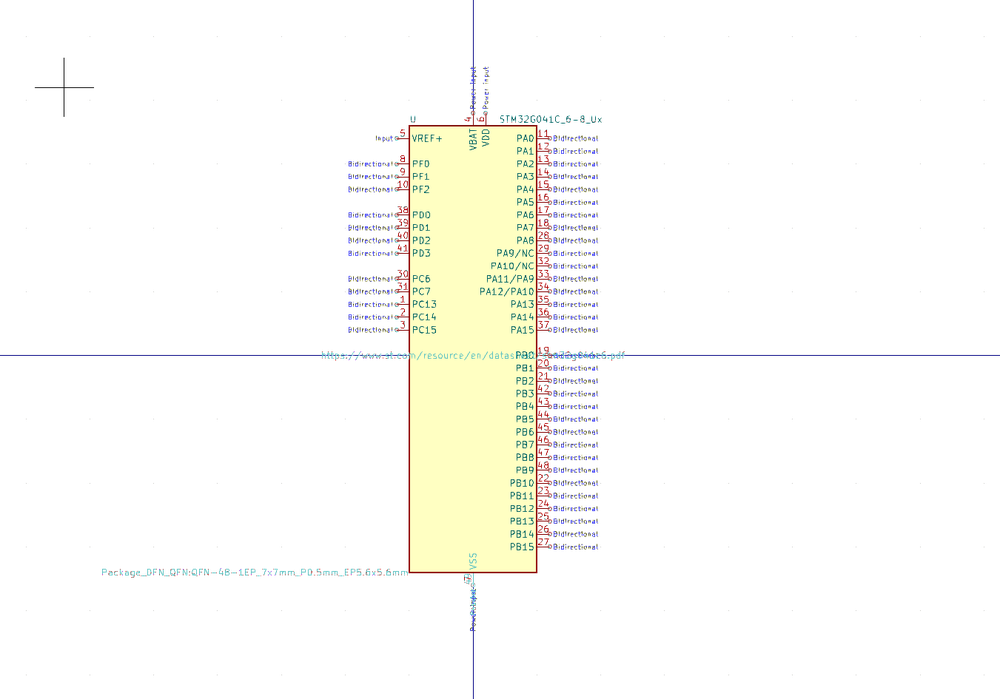 Power input
Power input
4
6
U
STM32G041C_6-8_Ux
VBAT
VDD
Input 5 VREF+
PA0 11 Bidirectional
PA1 12 Bidirectional
Bidirectional 8 PF0
PA2 13 Bidirectional
Bidirectional 9 PF1
PA3 14 Bidirectional
Bidirectional 10 PF2
PA4 15 Bidirectional
PA5 16 Bidirectional
Bidirectional 38 PD0
PA6 17 Bidirectional
Bidirectional 39 PD1
PA7 18 Bidirectional
Bidirectional 40 PD2
PA8 28 Bidirectional
Bidirectional 41 PD3
PA9/NC 29 Bidirectional
PA10/NC 32 Bidirectional
Bidirectional 30 PC6
PA11/PA9 33 Bidirectional
Bidirectional 31 PC7
PA12/PA10 34 Bidirectional
Bidirectional 1 PC13
PA13 35 Bidirectional
Bidirectional 2 PC14
PA14 36 Bidirectional
Bidirectional 3 PC15
PA15 37 Bidirectional
https://www.st.com/resource/en/datas
PB0 19
PB1 20 Bidirectional
PB2 21 Bidirectional
PB3 42 Bidirectional
PB4 43 Bidirectional
PB5 44 Bidirectional
PB6 45 Bidirectional
PB7 46 Bidirectional
PB8 47 Bidirectional
PB9 48 Bidirectional
PB10 22 Bidirectional
PB11 23 Bidirectional
PB12 24 Bidirectional
PB13 25 Bidirectional
PB14 26 Bidirectional
PB15 27 Bidirectional
VSS
Package_DFN_QFN:QFN-48-1EP_7x7mm_P0.5mm_EP5.6x5.6mm
Power input